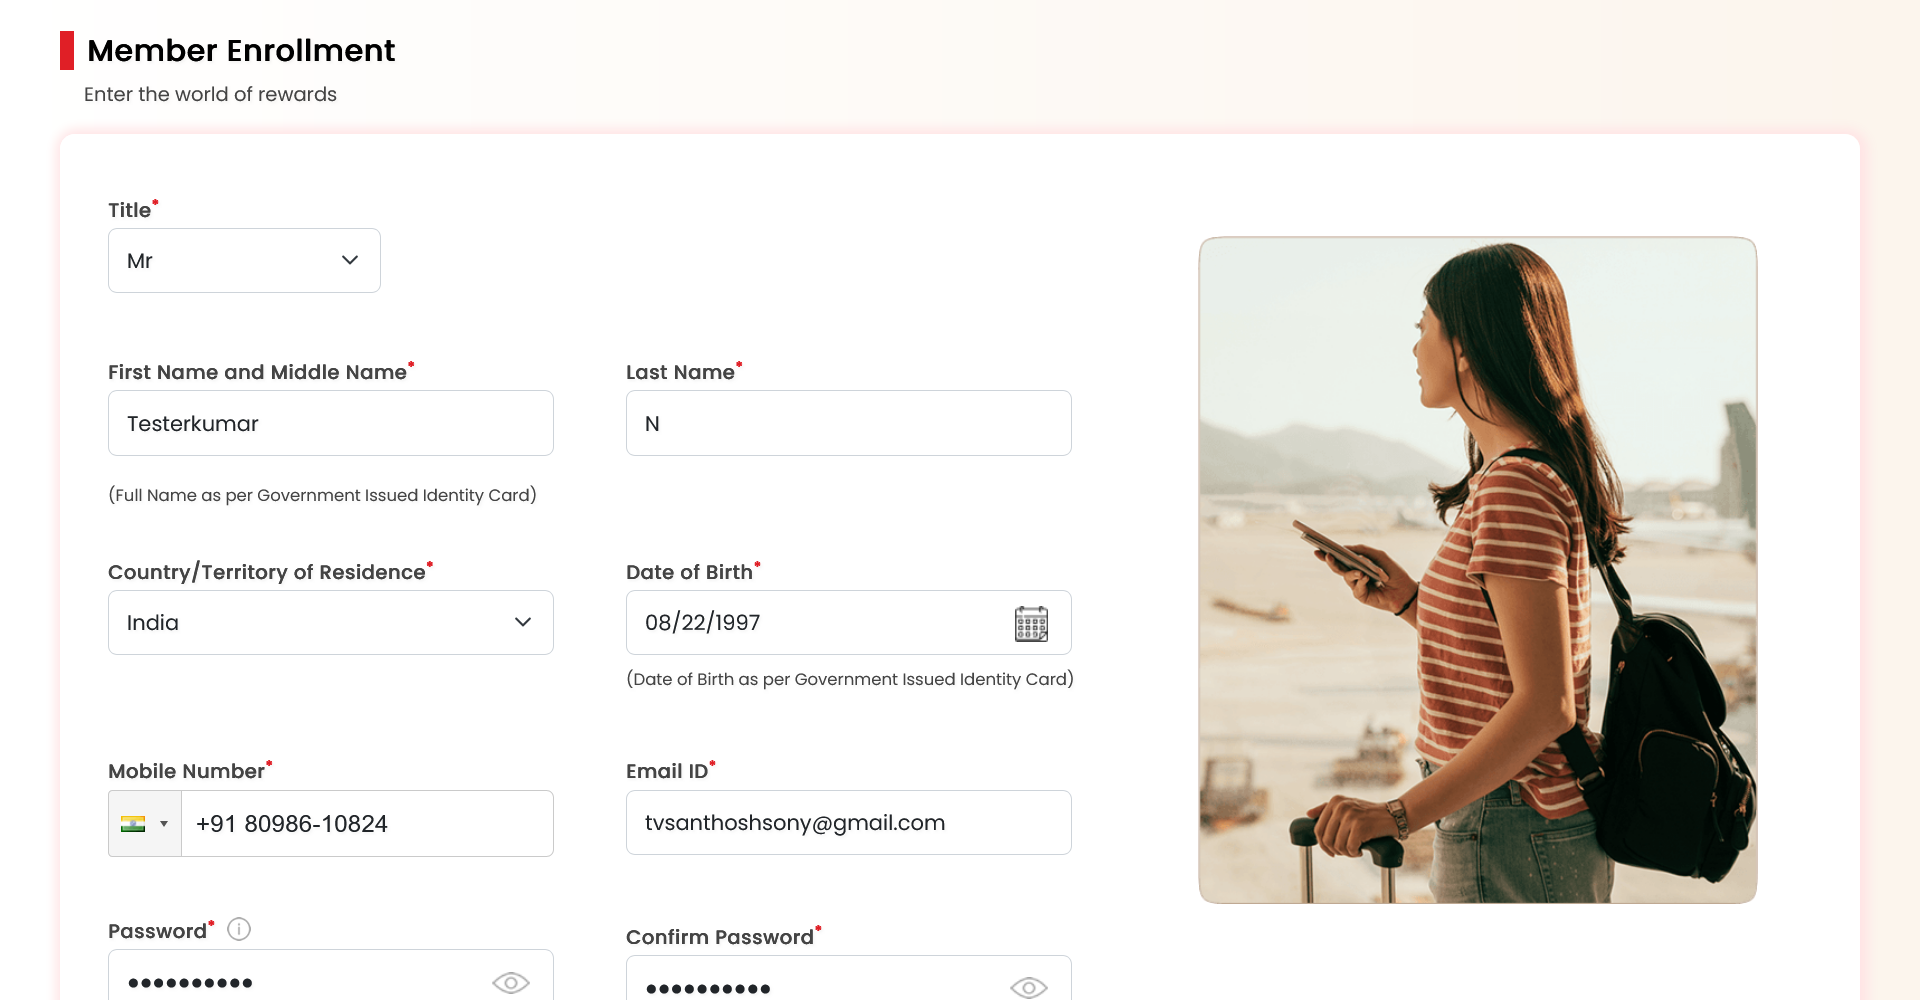 Member Enrollment
Enter the world of rewards
Title*
Mr
First Name and Middle Name*
Last Name*
Testerkumar
N
(Full Name as per Government Issued Identity Card)
Country/Territory of Residence*
Date of Birth*
India
08/22/1997
(Date of Birth as per Government Issued Identity Card)
Mobile Number*
Email ID*
+91 80986-10824
tvsanthoshsony@gmail.com
Password*
Confirm Password*
••••••••••
••••••••••